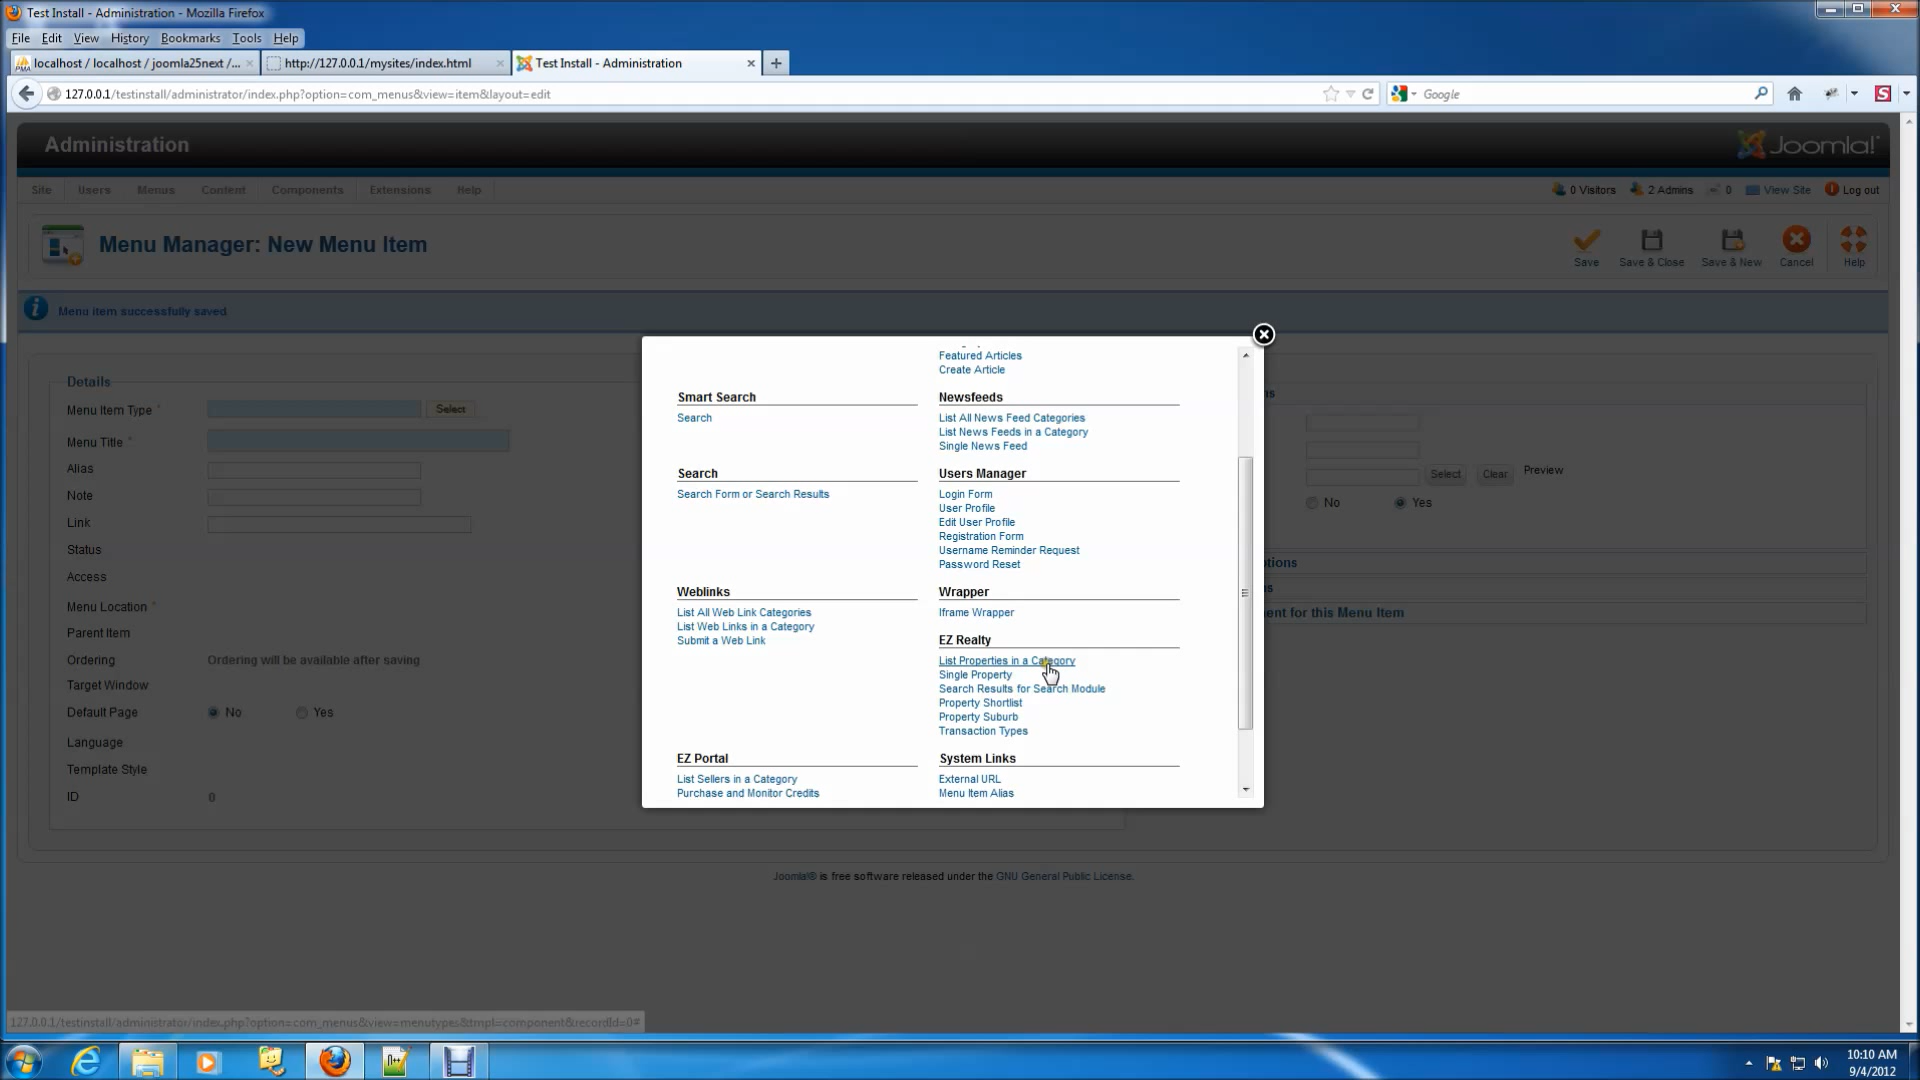 Test Install - Administration - Mozilla Firefox
File Edit View History Bookmarks Tools Help
localhost / localhost / joomla25next /...
http://127.0.0.1/mysites/index.html
Test Install - Administration
127.0.0.1/testinstall/administrator/index.php?option=com_menus&view=item&layout=edit
Google
Administration
Joomla!
Site Users Menus Content Components Extensions Help
0 Visitors 2 Admins 0 View Site Log out
Menu Manager: New Menu Item
Save Save & Close Save & New Cancel Help
Menu item successfully saved
Details
Menu Item Type *
Select
Menu Title *
Alias
Note
Link
Status
Access
Menu Location *
Parent Item
Ordering Ordering will be available after saving
Target Window
Default Page No Yes
Language
Template Style
ID 0
Featured Articles
Create Article
Smart Search
Search
Newsfeeds
List All News Feed Categories
List News Feeds in a Category
Single News Feed
Search
Search Form or Search Results
Users Manager
Login Form
User Profile
Edit User Profile
Registration Form
Username Reminder Request
Password Reset
Weblinks
List All Web Link Categories
List Web Links in a Category
Submit a Web Link
Wrapper
Iframe Wrapper
EZ Realty
List Properties in a Category
Single Property
Search Results for Search Module
Property Shortlist
Property Suburb
Transaction Types
EZ Portal
List Sellers in a Category
Purchase and Monitor Credits
System Links
External URL
Menu Item Alias
Select Clear Preview
No Yes
ent for this Menu Item
Joomla!® is free software released under the GNU General Public License.
127.0.0.1/testinstall/administrator/index.php?option=com_menus&view=menutypes&tmpl=component&recordId=0#
10:10 AM
9/4/2012